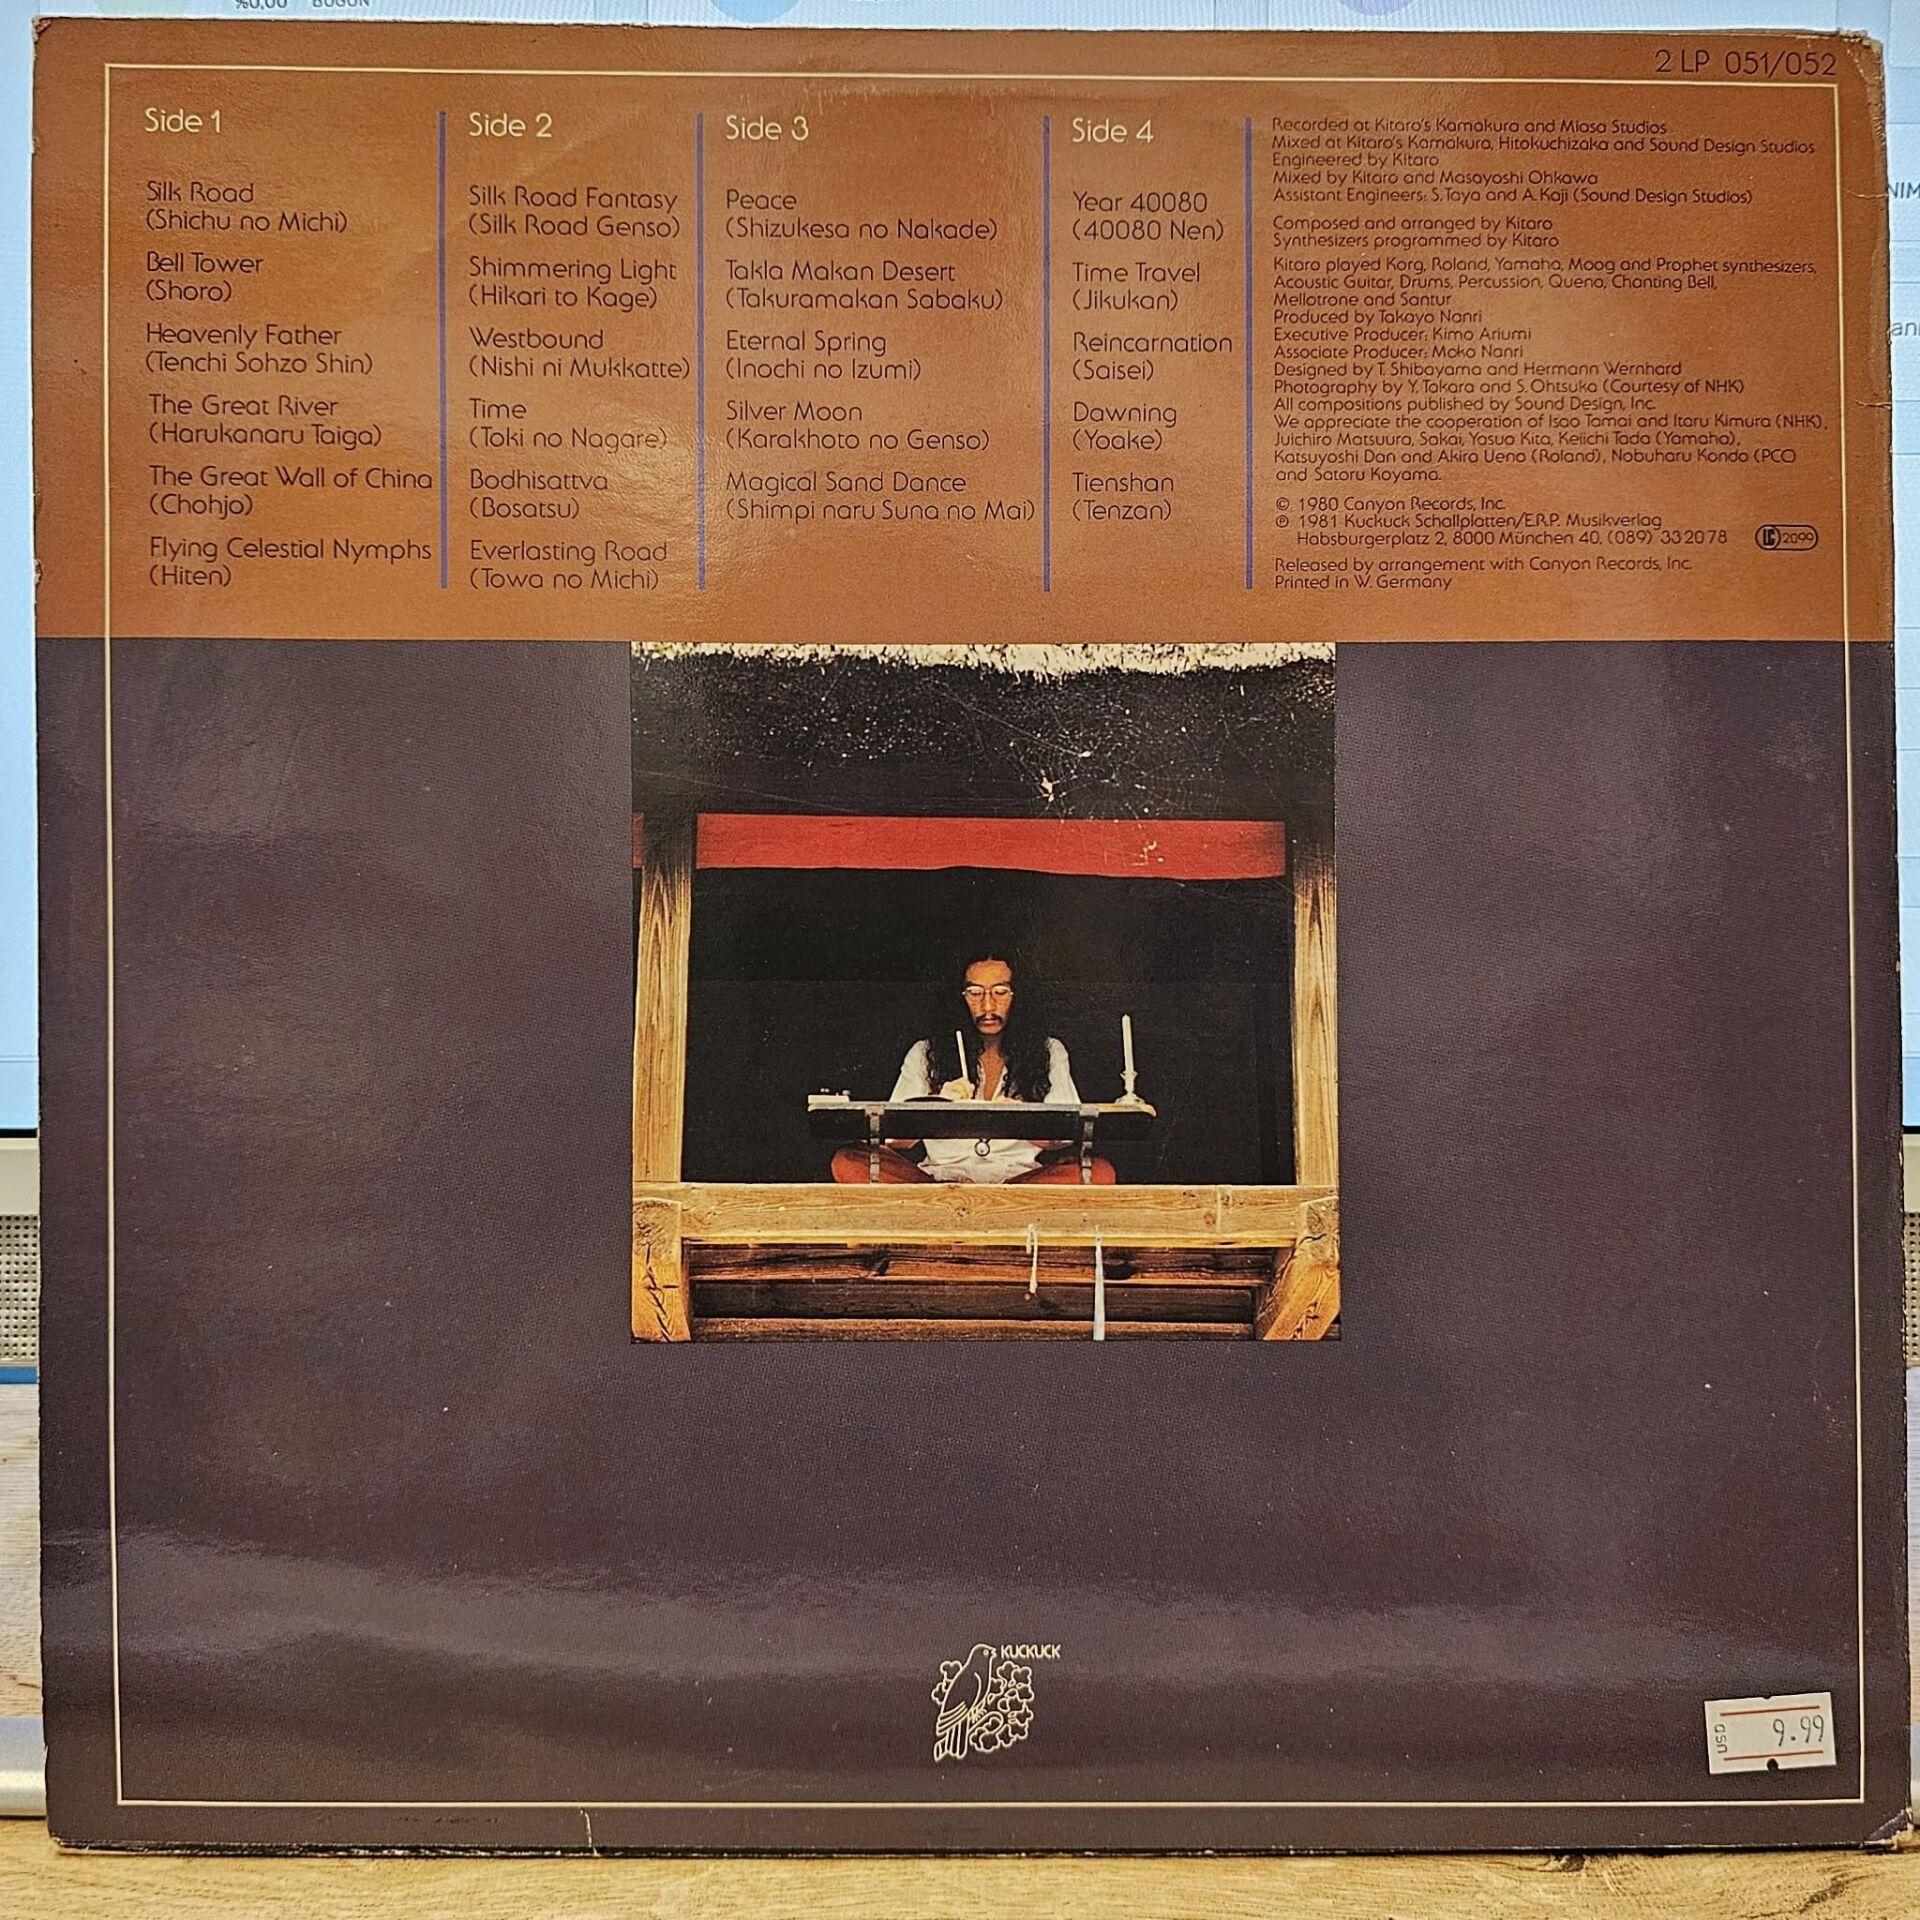 %0,00 BUGÜN
2 LP 051/052
Side 1
Silk Road
(Shichu no Michi)
Bell Tower
(Shoro)
Heavenly Father
(Tenchi Sohzo Shin)
The Great River
(Harukanaru Taiga)
The Great Wall of China
(Chohjo)
Flying Celestial Nymphs
(Hiten)
Side 2
Silk Road Fantasy
(Silk Road Genso)
Shimmering Light
(Hikari to Kage)
Westbound
(Nishi ni Mukkatte)
Time
(Toki no Nagare)
Bodhisattva
(Bosatsu)
Everlasting Road
(Towa no Michi)
Side 3
Peace
(Shizukesa no Nakade)
Takla Makan Desert
(Takuramakan Sabaku)
Eternal Spring
(Inochi no Izumi)
Silver Moon
(Karakhoto no Genso)
Magical Sand Dance
(Shimpi naru Suna no Mai)
Side 4
Year 40080
(40080 Nen)
Time Travel
(Jikukan)
Reincarnation
(Saisei)
Dawning
(Yoake)
Tienshan
(Tenzan)
Recorded at Kitaro's Kamakura and Miasa Studios
Mixed at Kitaro's Kamakura, Hitokuchizaka and Sound Design Studios
Engineered by Kitaro
Mixed by Kitaro and Masayoshi Ohkawa
Assistant Engineers: S. Taya and A. Kaji (Sound Design Studios)
Composed and arranged by Kitaro
Synthesizers programmed by Kitaro
Kitaro played Korg, Roland, Yamaha, Moog and Prophet synthesizers,
Acoustic Guitar, Drums, Percussion, Quena, Chanting Bell,
Mellotrone and Santur
Produced by Takayo Nanri
Executive Producer: Kimo Ariumi
Associate Producer: Moko Nanri
Designed by T. Shibayama and Hermann Wernhard
Photography by Y. Takara and S. Ohtsuka (Courtesy of NHK)
All compositions published by Sound Design, Inc.
We appreciate the cooperation of Isao Tamai and Itaru Kimura (NHK),
Juichiro Matsuura, Sakai, Yasuo Kita, Keiichi Tada (Yamaha),
Katsuyoshi Dan and Akira Ueno (Roland), Nobuharu Kondo (PCO)
and Satoru Koyama.
© 1980 Canyon Records, Inc.
℗ 1981 Kuckuck Schallplatten/E.R.P. Musikverlag
Habsburgerplatz 2, 8000 München 40, (089) 33 20 78
LC 2099
Released by arrangement with Canyon Records, Inc.
Printed in W. Germany
KUCKUCK
USD 9.99